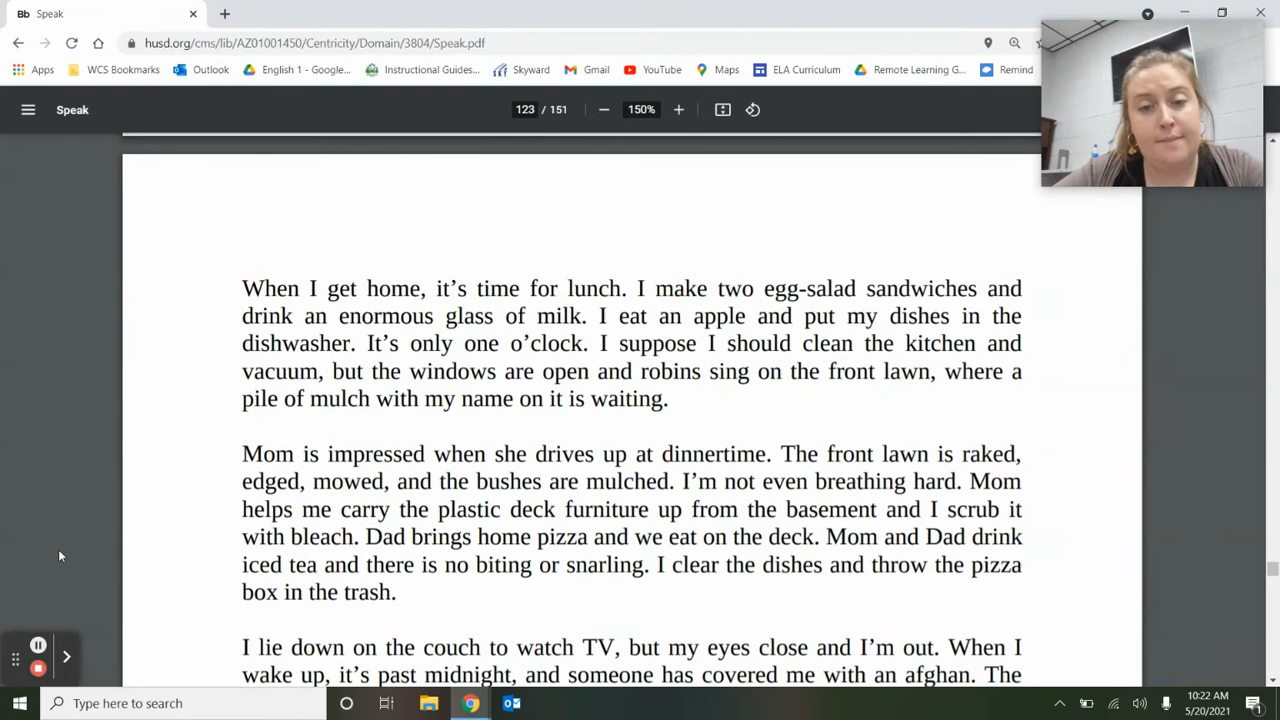 Bb Speak
husd.org/cms/lib/AZ01001450/Centricity/Domain/3804/Speak.pdf
Apps WCS Bookmarks Outlook English 1 - Google... Instructional Guides... Skyward Gmail YouTube Maps ELA Curriculum Remote Learning G... Remind
Speak 123 / 151 150%
When I get home, it’s time for lunch. I make two egg-salad sandwiches and
drink an enormous glass of milk. I eat an apple and put my dishes in the
dishwasher. It’s only one o’clock. I suppose I should clean the kitchen and
vacuum, but the windows are open and robins sing on the front lawn, where a
pile of mulch with my name on it is waiting.
Mom is impressed when she drives up at dinnertime. The front lawn is raked,
edged, mowed, and the bushes are mulched. I’m not even breathing hard. Mom
helps me carry the plastic deck furniture up from the basement and I scrub it
with bleach. Dad brings home pizza and we eat on the deck. Mom and Dad drink
iced tea and there is no biting or snarling. I clear the dishes and throw the pizza
box in the trash.
I lie down on the couch to watch TV, but my eyes close and I’m out. When I
wake up, it’s past midnight, and someone has covered me with an afghan. The
Type here to search
10:22 AM
5/20/2021